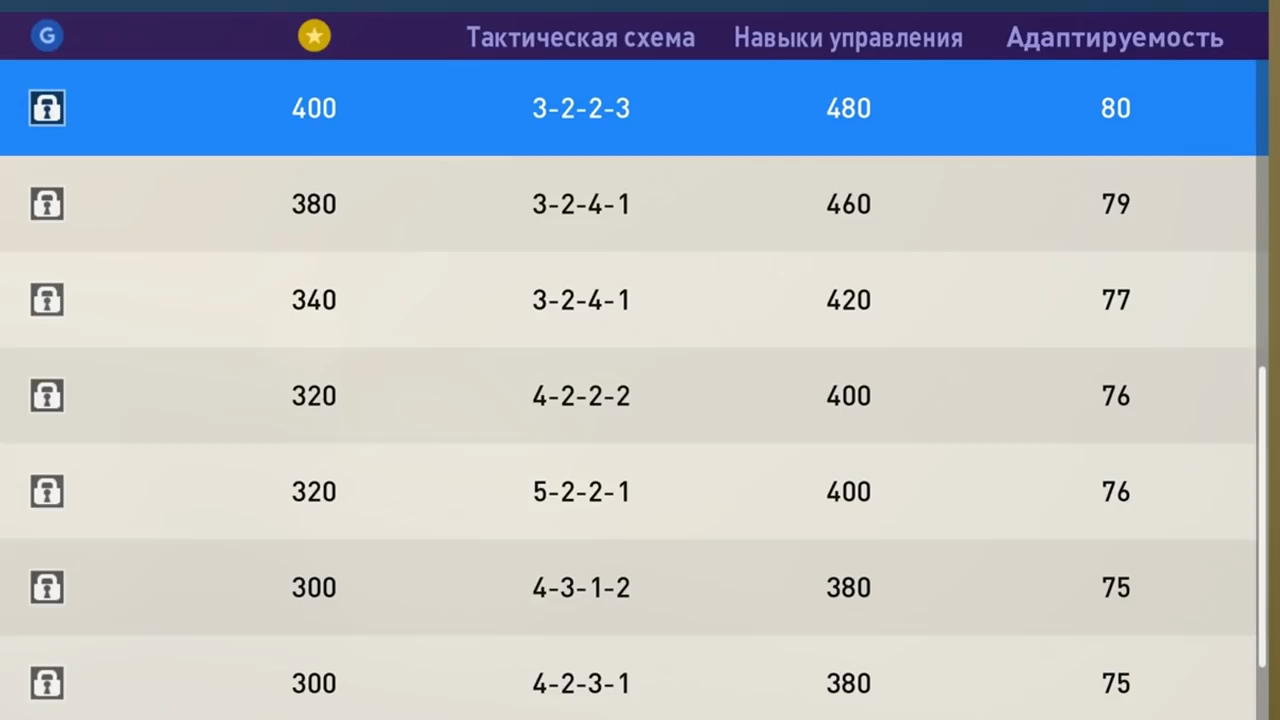 G Тактическая схема Навыки управления Адаптируемость
400 3-2-2-3 480 80
380 3-2-4-1 460 79
340 3-2-4-1 420 77
320 4-2-2-2 400 76
320 5-2-2-1 400 76
300 4-3-1-2 380 75
300 4-2-3-1 380 75